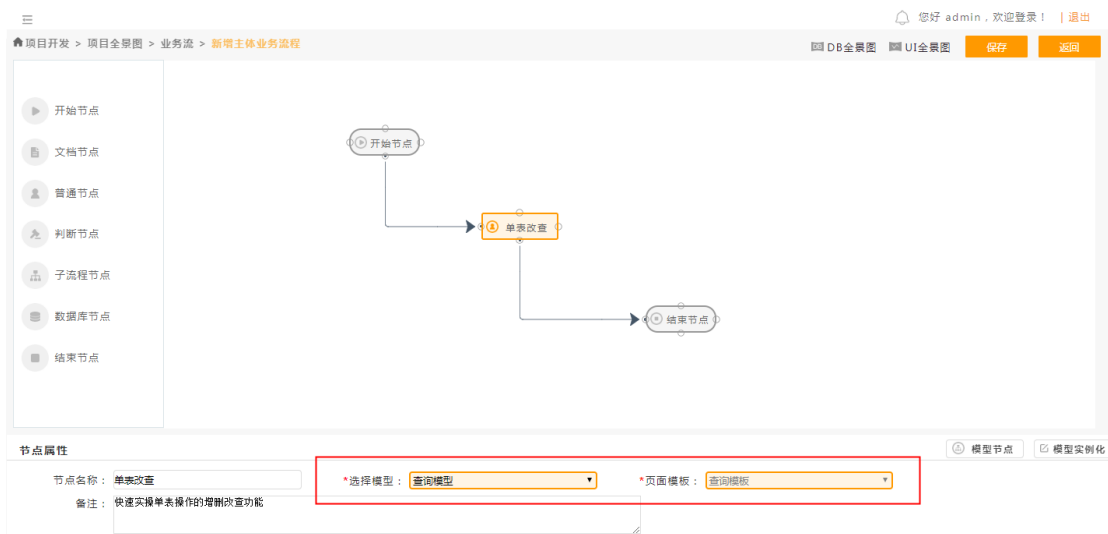 您好 admin，欢迎登录！ | 退出
项目开发 > 项目全景图 > 业务流 > 新增主体业务流程
DB全景图 UI全景图 保存 返回
开始节点
文档节点
普通节点
判断节点
子流程节点
数据库节点
结束节点
开始节点
单表改查
结束节点
节点属性 模型节点 模型实例化
节点名称： 单表改查 *选择模型： 查询模型 *页面模板： 查询模板
备注： 快速实操单表操作的增删改查功能